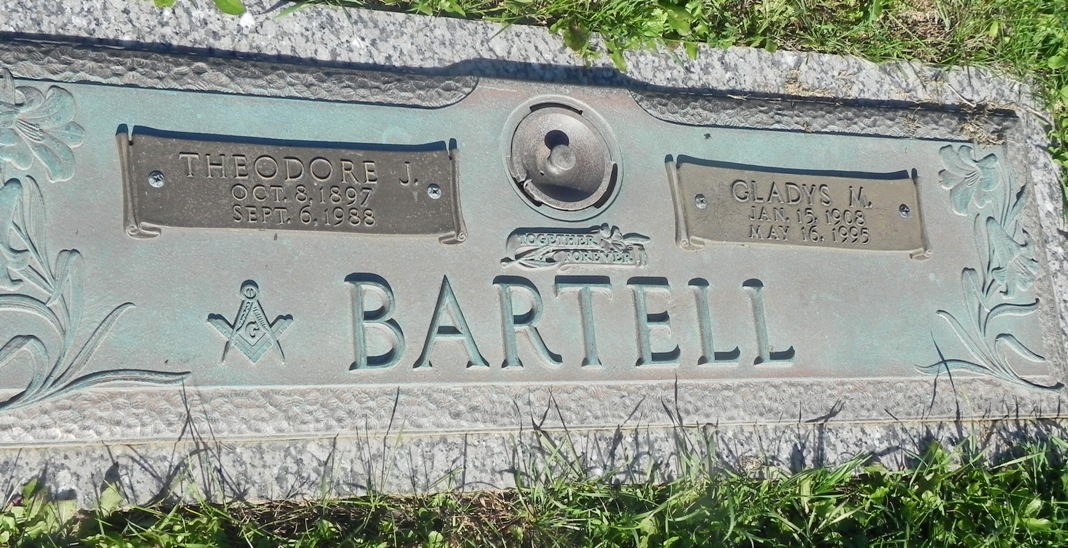 THEODORE J.
OCT. 8, 1897
SEPT. 6, 1988
GLADYS M.
JAN. 15, 1908
MAY 16, 1995
TOGETHER
FOREVER
G
BARTELL